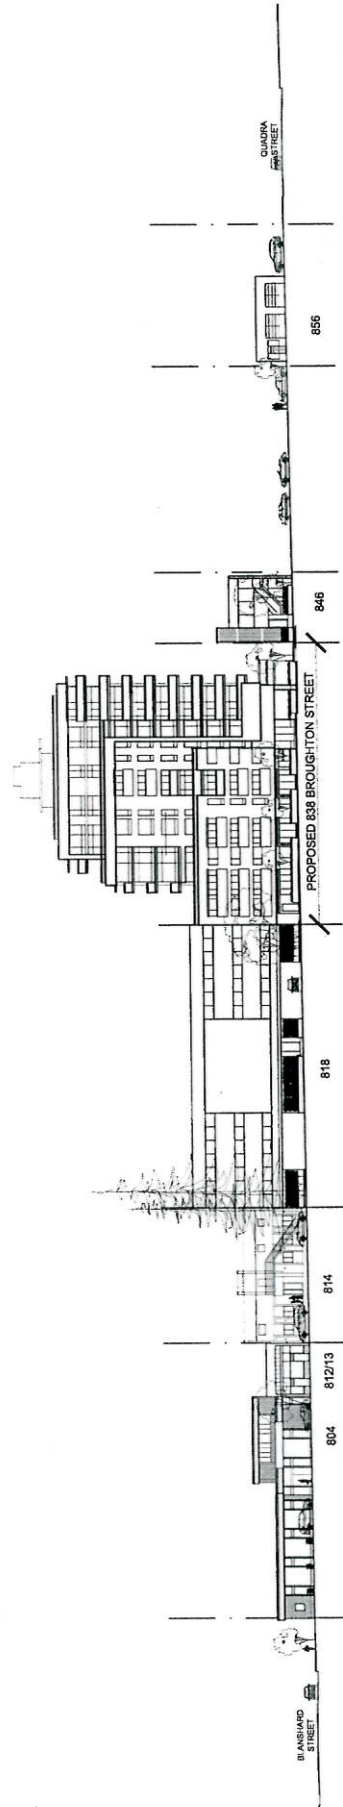 BLANSHARD
STREET
804
812/13
814
818
PROPOSED 838 BROUGHTON STREET
846
856
QUADRA
STREET